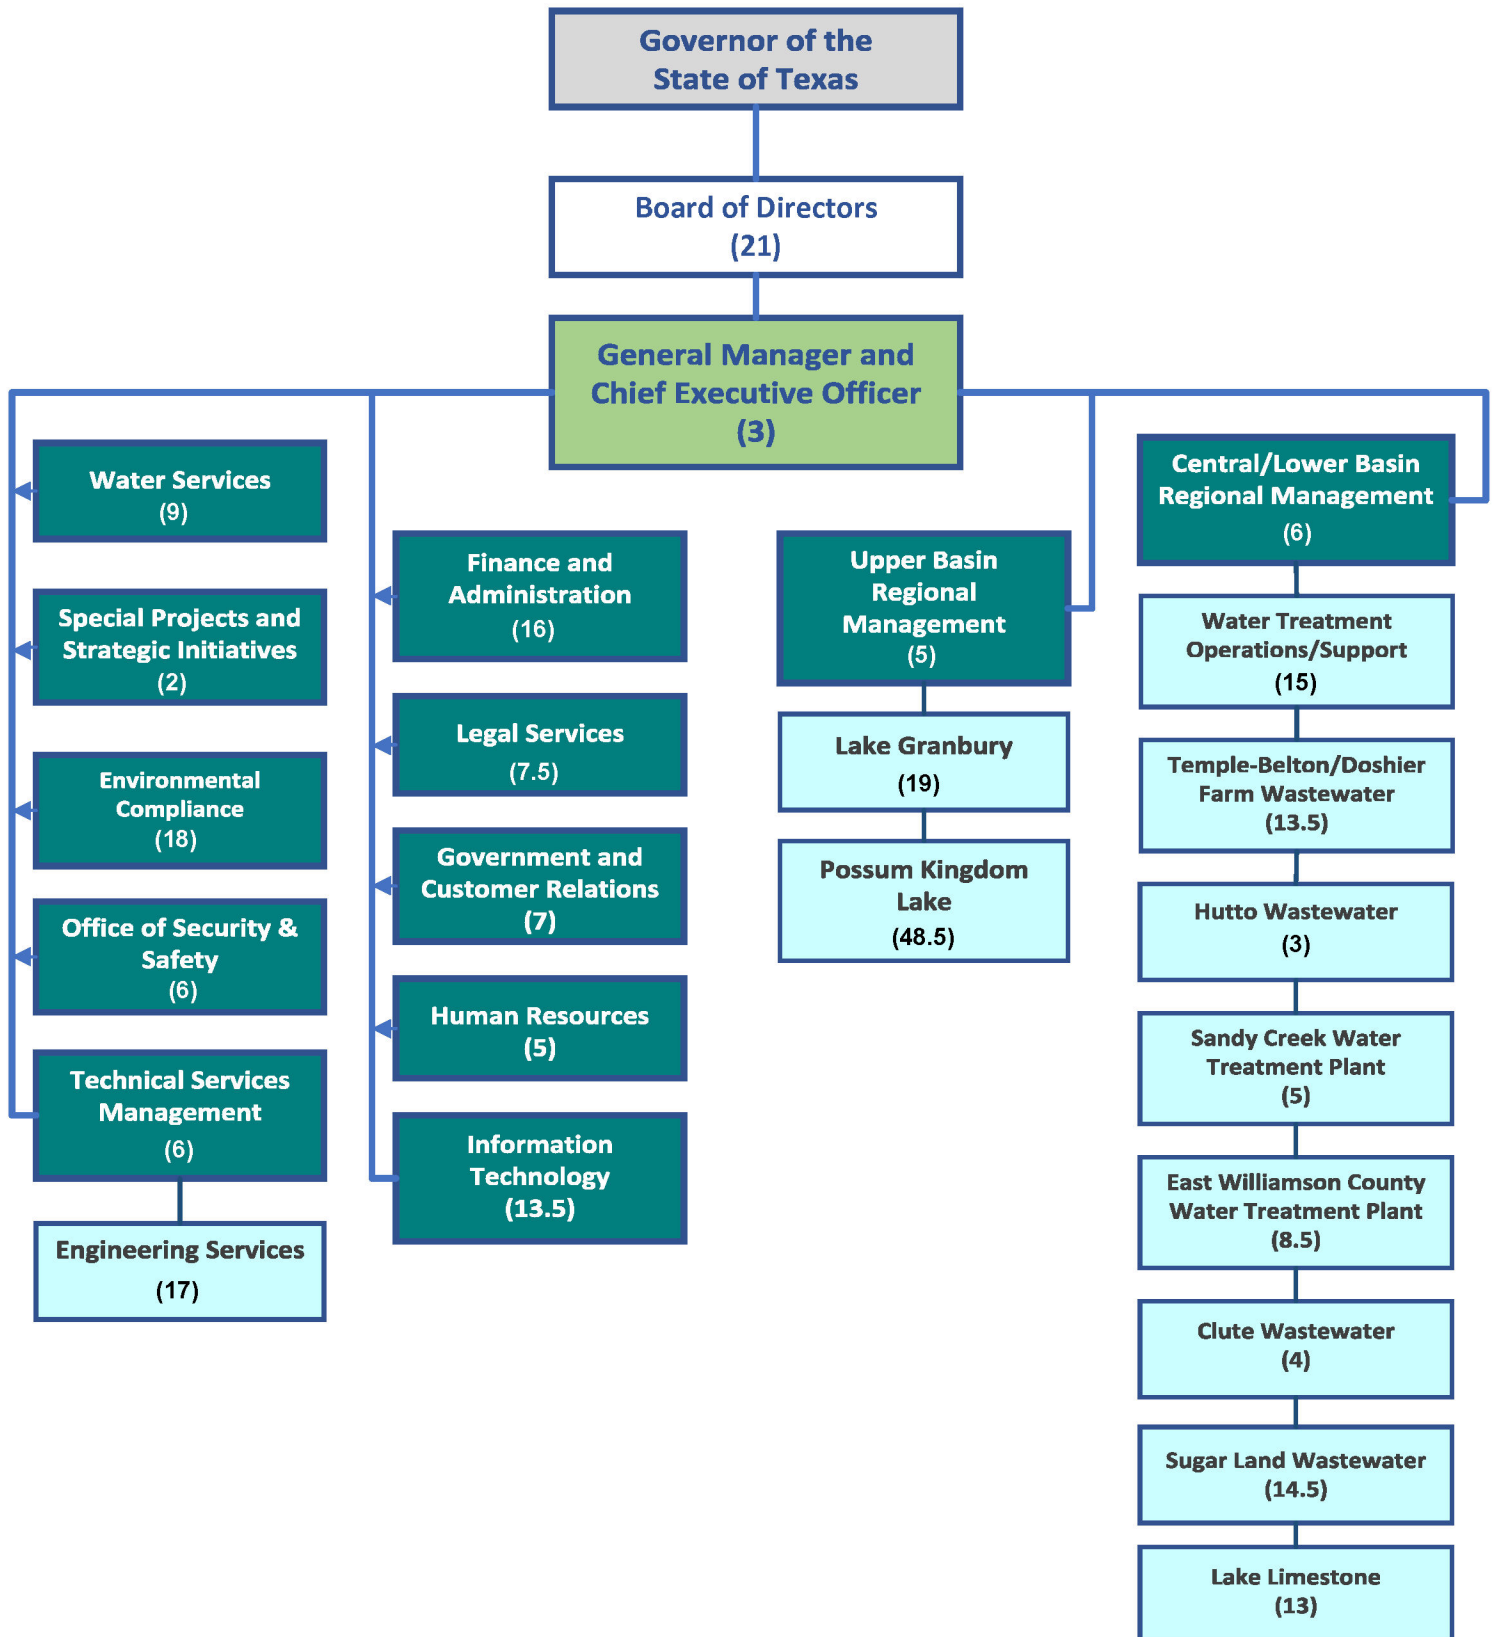 Governor of the
State of Texas
Board of Directors
(21)
General Manager and
Chief Executive Officer
(3)
Water Services
(9)
Special Projects and
Strategic Initiatives
(2)
Environmental
Compliance
(18)
Office of Security &
Safety
(6)
Technical Services
Management
(6)
Engineering Services
(17)
Finance and
Administration
(16)
Legal Services
(7.5)
Government and
Customer Relations
(7)
Human Resources
(5)
Information
Technology
(13.5)
Upper Basin
Regional
Management
(5)
Lake Granbury
(19)
Possum Kingdom
Lake
(48.5)
Central/Lower Basin
Regional Management
(6)
Water Treatment
Operations/Support
(15)
Temple-Belton/Doshier
Farm Wastewater
(13.5)
Hutto Wastewater
(3)
Sandy Creek Water
Treatment Plant
(5)
East Williamson County
Water Treatment Plant
(8.5)
Clute Wastewater
(4)
Sugar Land Wastewater
(14.5)
Lake Limestone
(13)